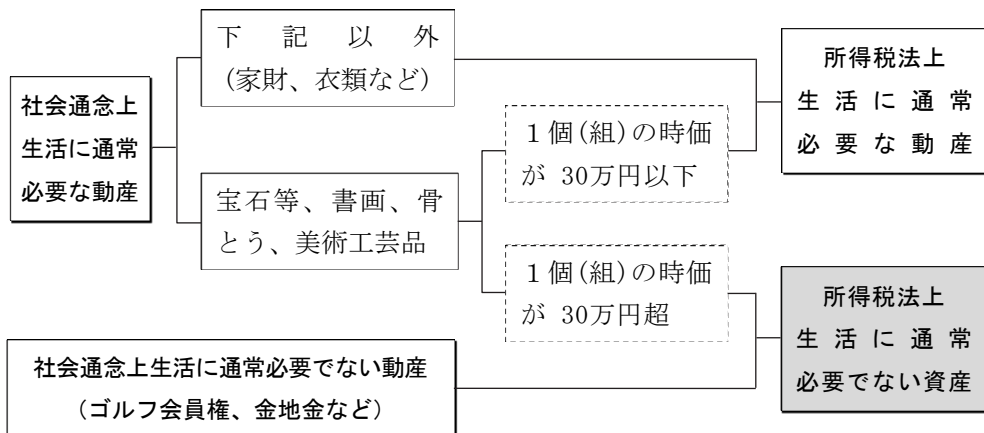 社会通念上
生活に通常
必要な動産
下記以外
(家財、衣類など)
宝石等、書画、骨
とう、美術工芸品
1個(組)の時価
が 30万円以下
1個(組)の時価
が 30万円超
所得税法上
生活に通常
必要な動産
所得税法上
生活に通常
必要でない資産
社会通念上生活に通常必要でない動産
(ゴルフ会員権、金地金など)